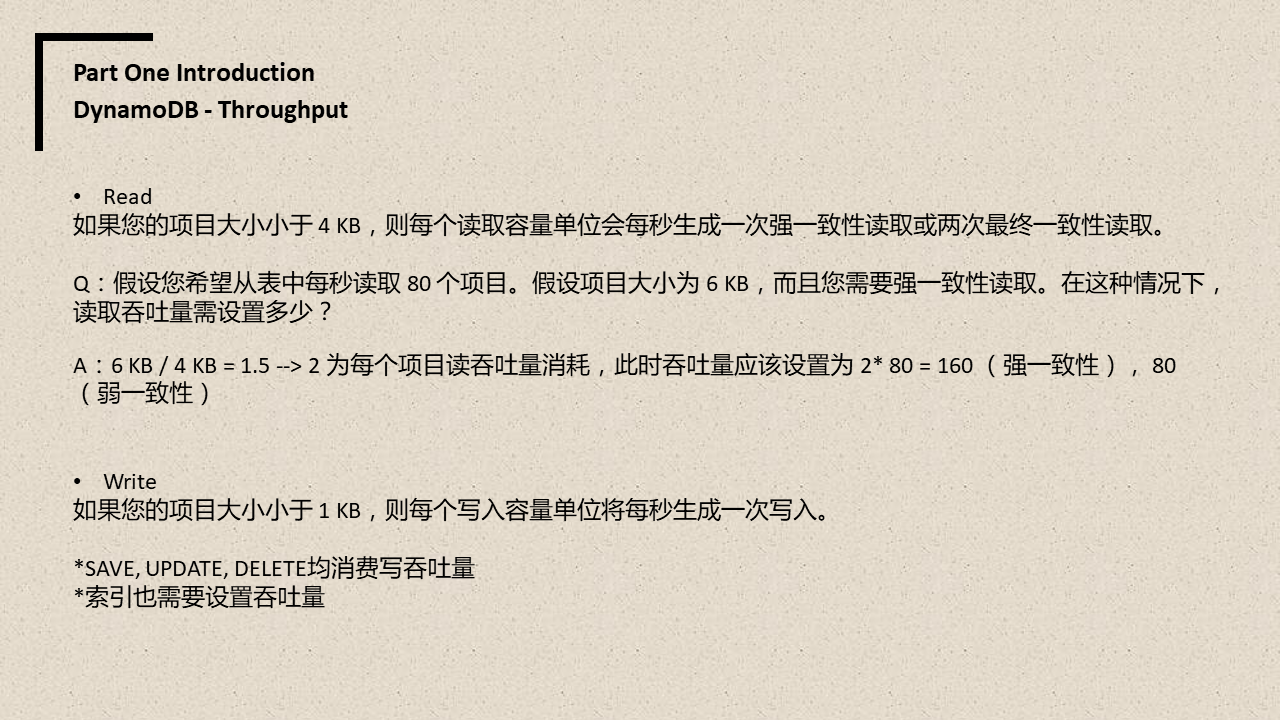 Part One Introduction
DynamoDB - Throughput
• Read
如果您的项目大小小于 4 KB，则每个读取容量单位会每秒生成一次强一致性读取或两次最终一致性读取。
Q：假设您希望从表中每秒读取 80 个项目。假设项目大小为 6 KB，而且您需要强一致性读取。在这种情况下，
读取吞吐量需设置多少？
A：6 KB / 4 KB = 1.5 --> 2 为每个项目读吞吐量消耗，此时吞吐量应该设置为 2* 80 = 160（强一致性），80
（弱一致性）
• Write
如果您的项目大小小于 1 KB，则每个写入容量单位将每秒生成一次写入。
*SAVE, UPDATE, DELETE均消费写吞吐量
*索引也需要设置吞吐量